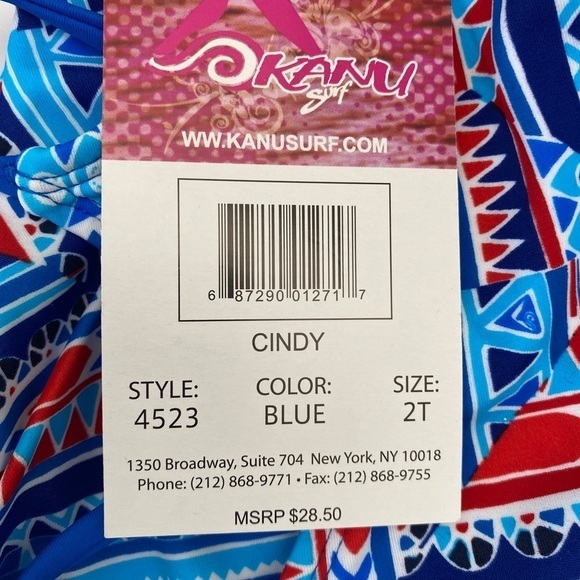 KANU
Surf
WW.KANUSURF.COM
6 87290 01271 7
CINDY
STYLE: COLOR: SIZE:
4523 BLUE 2T
1350 Broadway, Suite 704 New York, NY 10018
Phone: (212) 868-9771 • Fax: (212) 868-9755
MSRP $28.50